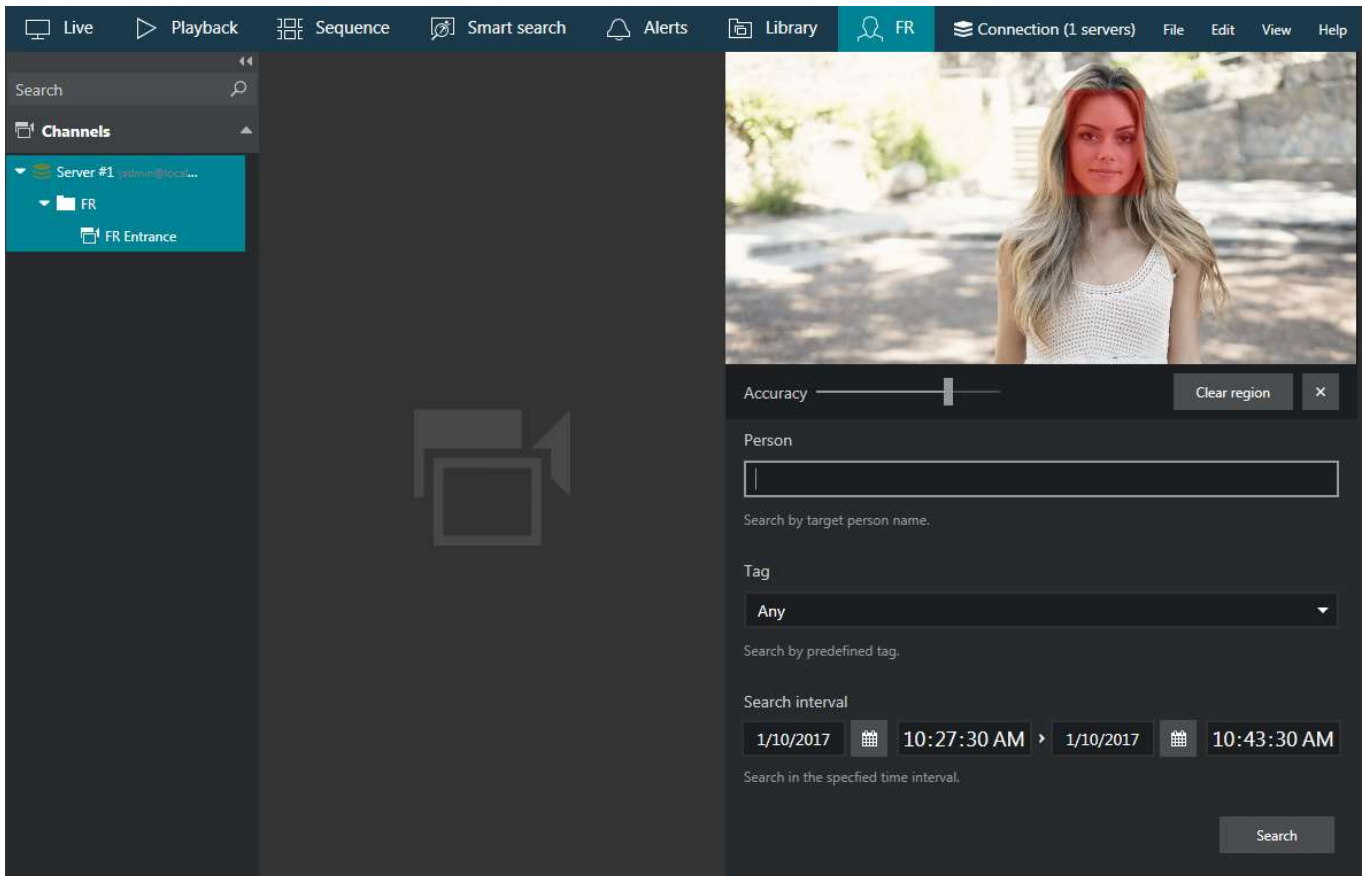 Live Playback Sequence Smart search Alerts Library FR Connection (1 servers) File Edit View Help
Search
Channels
Server #1 (admin@local...
FR
FR Entrance
Accuracy Clear region ×
Person
Search by target person name.
Tag
Any
Search by predefined tag.
Search interval
1/10/2017 10:27:30 AM › 1/10/2017 10:43:30 AM
Search in the specfied time interval.
Search